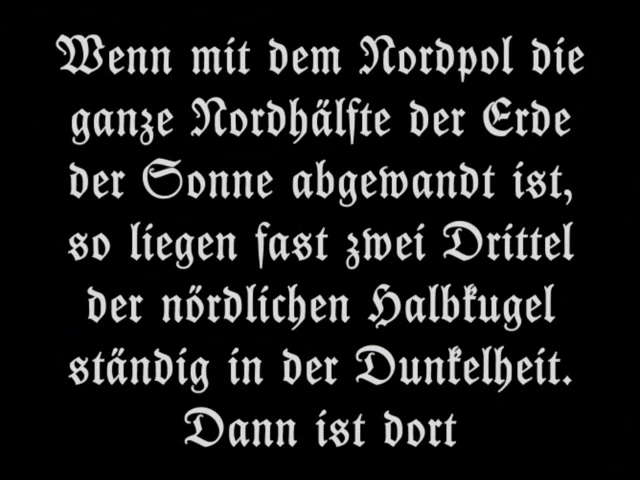 Wenn mit dem Nordpol die
ganze Nordhälfte der Erde
der Sonne abgewandt ist,
so liegen fast zwei Drittel
der nördlichen Halbkugel
ständig in der Dunkelheit.
Dann ist dort